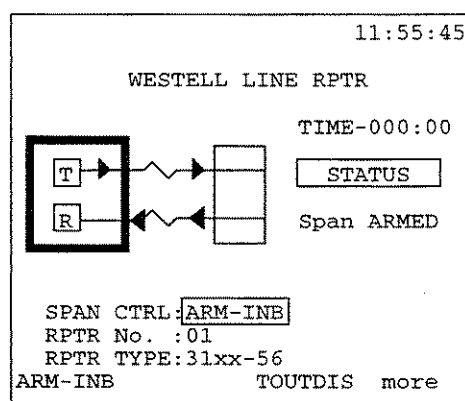 11:55:45
WESTELL LINE RPTR
TIME-000:00
T
STATUS
R
Span ARMED
SPAN CTRL:ARM-INB
RPTR No. :01
RPTR TYPE:31xx-56
ARM-INB TOUTDIS more